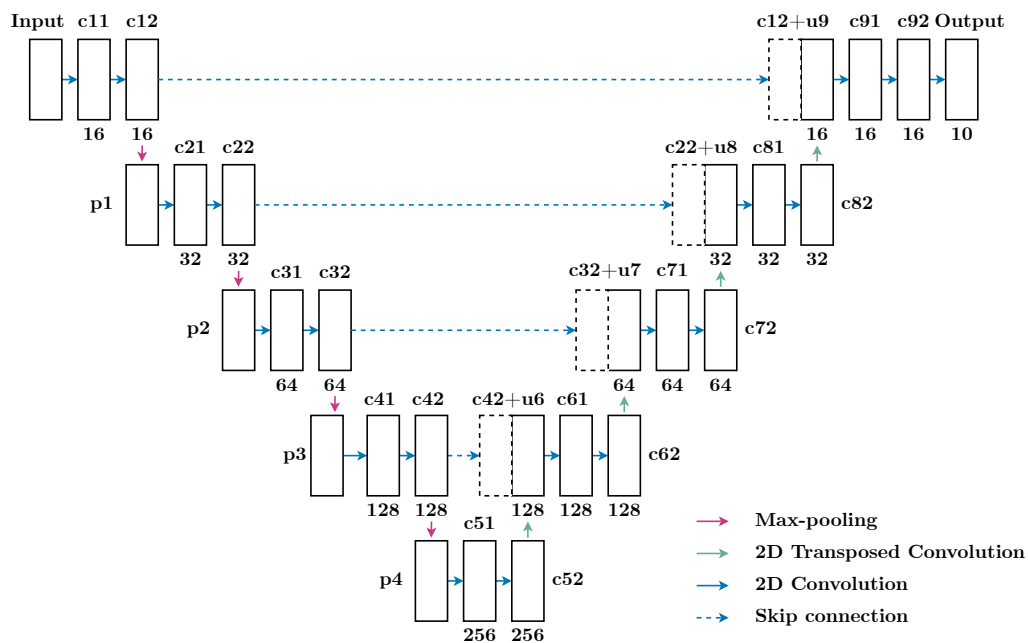 Input c11 c12 c12+u9 c91 c92 Output
16 16 16 16 16 10
c21 c22 c22+u8 c81
p1 c82
32 32 32 32 32
c31 c32 c32+u7 c71
p2 c72
64 64 64 64 64
c41 c42 c42+u6 c61
p3 c62
128 128 128 128 128
c51
p4 c52
256 256
Max-pooling
2D Transposed Convolution
2D Convolution
Skip connection